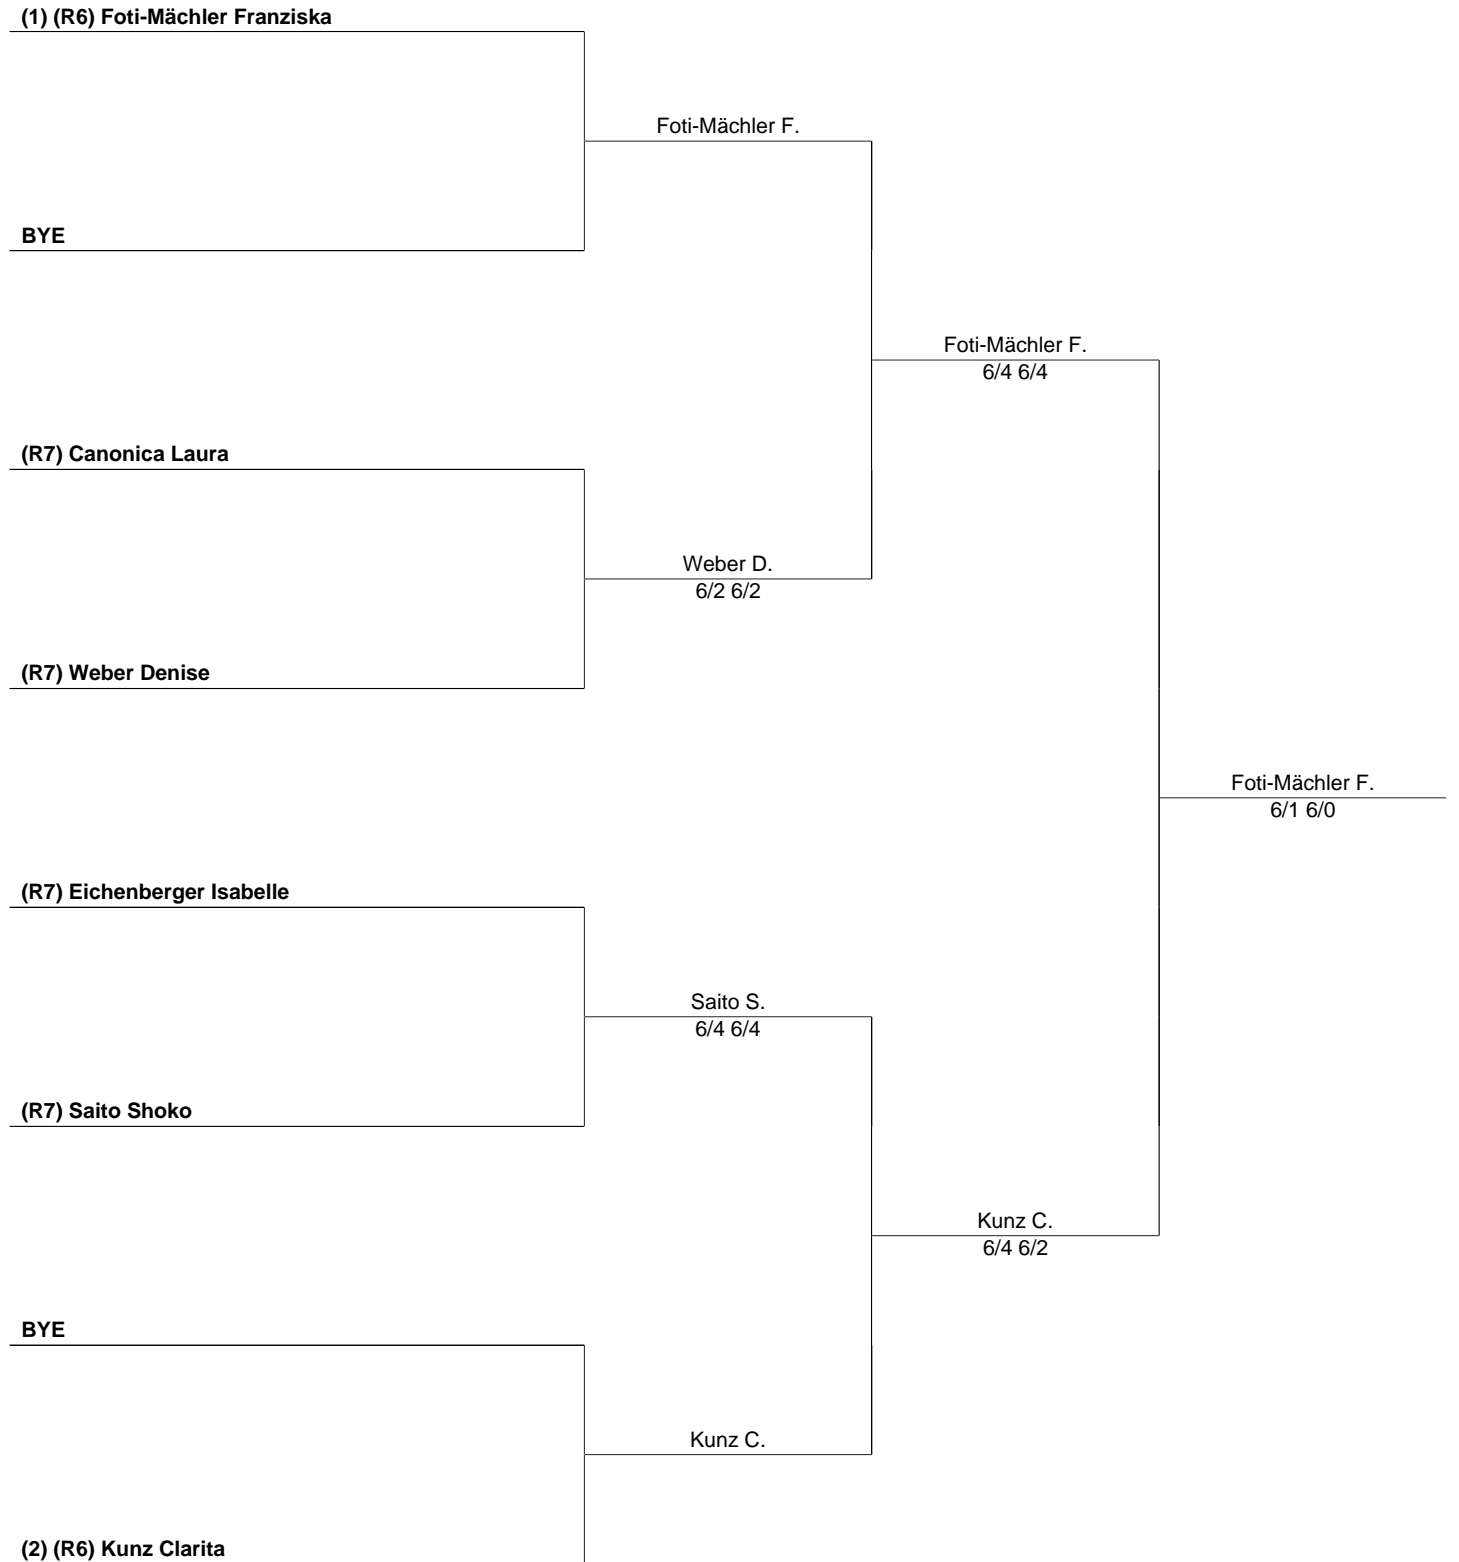 (1) (R6) Foti-Mächler Franziska
Foti-Mächler F.
BYE
Foti-Mächler F.
6/4 6/4
(R7) Canonica Laura
Weber D.
6/2 6/2
(R7) Weber Denise
Foti-Mächler F.
6/1 6/0
(R7) Eichenberger Isabelle
Saito S.
6/4 6/4
(R7) Saito Shoko
Kunz C.
6/4 6/2
BYE
Kunz C.
(2) (R6) Kunz Clarita